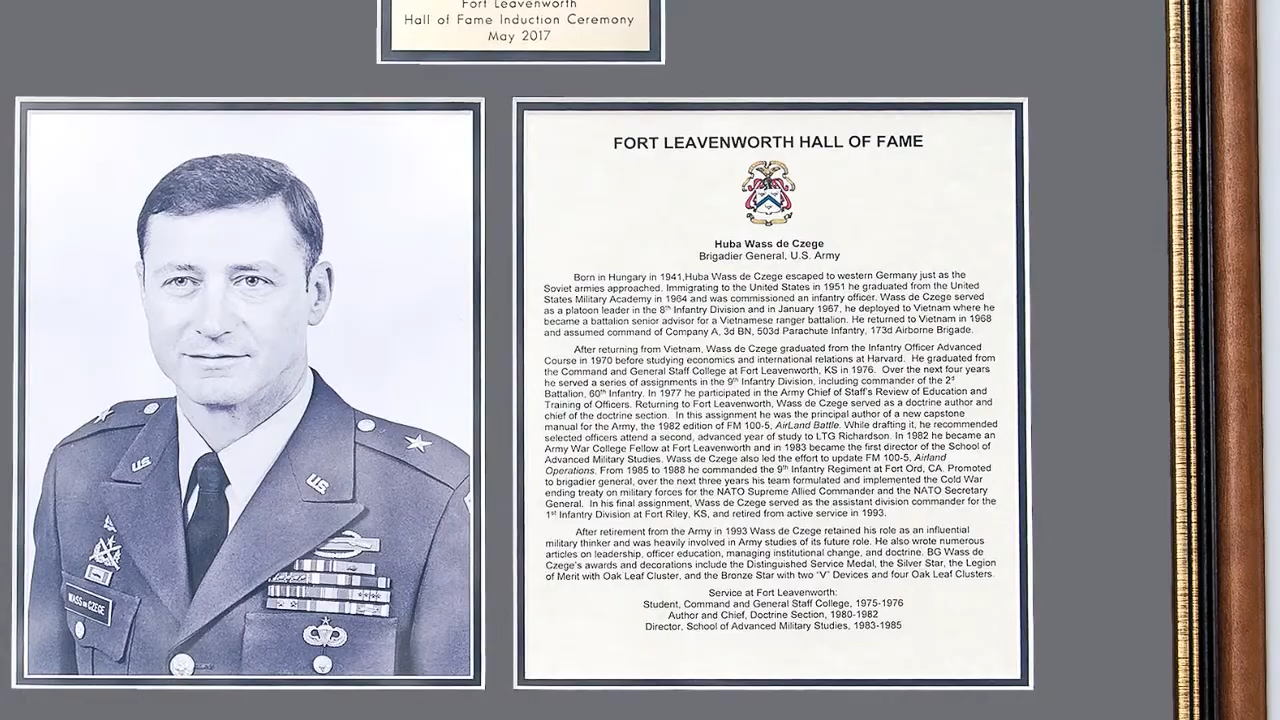 Fort Leavenworth
Hall of Fame Induction Ceremony
May 2017
FORT LEAVENWORTH HALL OF FAME
Huba Wass de Czege
Brigadier General, U.S. Army
Born in Hungary in 1941,Huba Wass de Czege escaped to western Germany just as the
Soviet armies approached. Immigrating to the United States in 1951 he graduated from the United
States Military Academy in 1964 and was commissioned an infantry officer. Wass de Czege served
as a platoon leader in the 8th Infantry Division and in January 1967, he deployed to Vietnam where he
became a battalion senior advisor for a Vietnamese ranger battalion. He returned to Vietnam in 1968
and assumed command of Company A, 3d BN, 503d Parachute Infantry, 173d Airborne Brigade.
After returning from Vietnam, Wass de Czege graduated from the Infantry Officer Advanced
Course in 1970 before studying economics and international relations at Harvard. He graduated from
the Command and General Staff College at Fort Leavenworth, KS in 1976. Over the next four years
he served a series of assignments in the 9th Infantry Division, including commander of the 2d
Battalion, 60th Infantry. In 1977 he participated in the Army Chief of Staff's Review of Education and
Training of Officers. Returning to Fort Leavenworth, Wass de Czege served as a doctrine author and
chief of the doctrine section. In this assignment he was the principal author of a new capstone
manual for the Army, the 1982 edition of FM 100-5, AirLand Battle. While drafting it, he recommended
selected officers attend a second, advanced year of study to LTG Richardson. In 1982 he became an
Army War College Fellow at Fort Leavenworth and in 1983 became the first director of the School of
Advanced Military Studies. Wass de Czege also led the effort to update FM 100-5, Airland
Operations. From 1985 to 1988 he commanded the 9th Infantry Regiment at Fort Ord, CA. Promoted
to brigadier general, over the next three years his team formulated and implemented the Cold War
ending treaty on military forces for the NATO Supreme Allied Commander and the NATO Secretary
General. In his final assignment, Wass de Czege served as the assistant division commander for the
1st Infantry Division at Fort Riley, KS, and retired from active service in 1993.
After retirement from the Army in 1993 Wass de Czege retained his role as an influential
military thinker and was heavily involved in Army studies of its future role. He also wrote numerous
articles on leadership, officer education, managing institutional change, and doctrine. BG Wass de
Czege's awards and decorations include the Distinguished Service Medal, the Silver Star, the Legion
of Merit with Oak Leaf Cluster, and the Bronze Star with two "V" Devices and four Oak Leaf Clusters.
Service at Fort Leavenworth:
Student, Command and General Staff College, 1975-1976
Author and Chief, Doctrine Section, 1980-1982
Director, School of Advanced Military Studies, 1983-1985
U.S.
U.S.
WASS de CZEGE